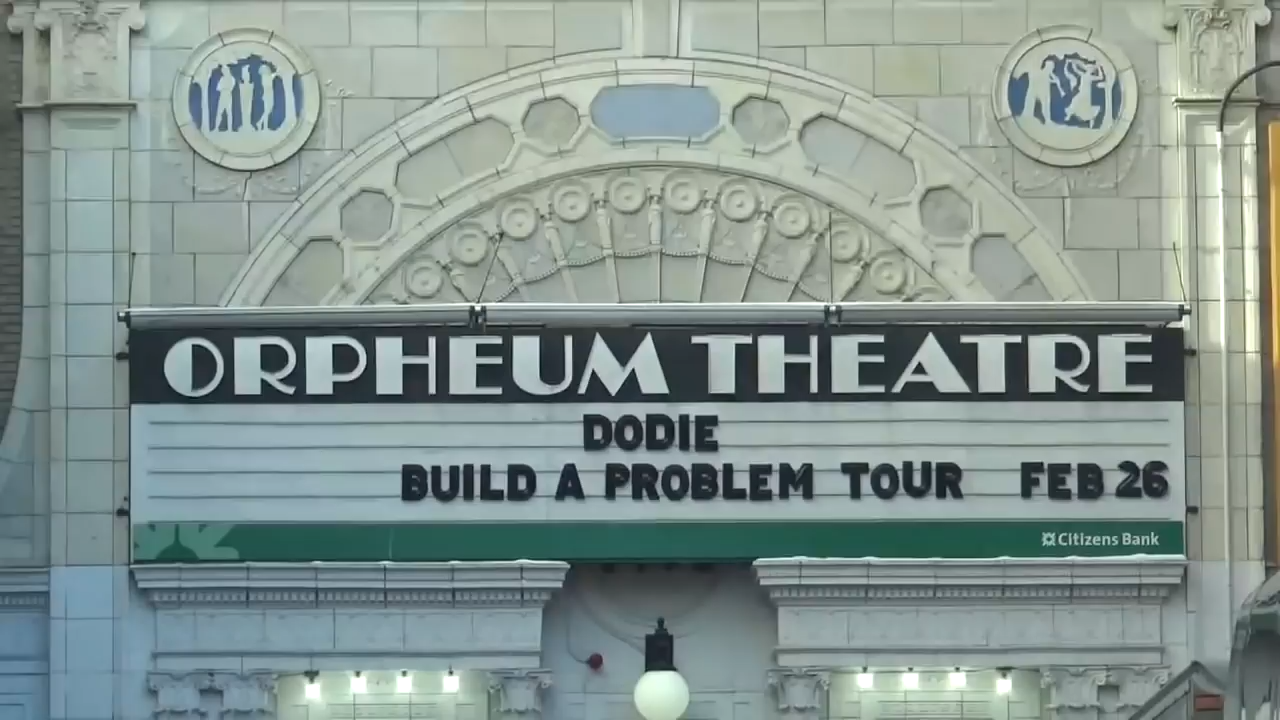 ORPHEUM THEATRE
DODIE
BUILD A PROBLEM TOUR FEB 26
Citizens Bank